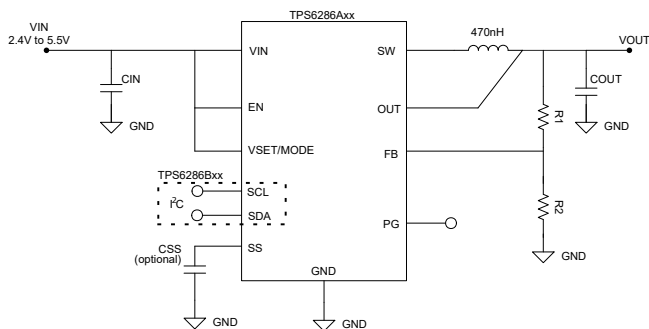 TPS6286Axx
VIN
2.4V to 5.5V
CIN
GND
VIN
EN
VSET/MODE
TPS6286Bxx
I²C
SCL
SDA
CSS
(optional)
SS
GND
GND
GND
SW
470nH
VOUT
OUT
COUT
GND
R1
FB
R2
PG
GND